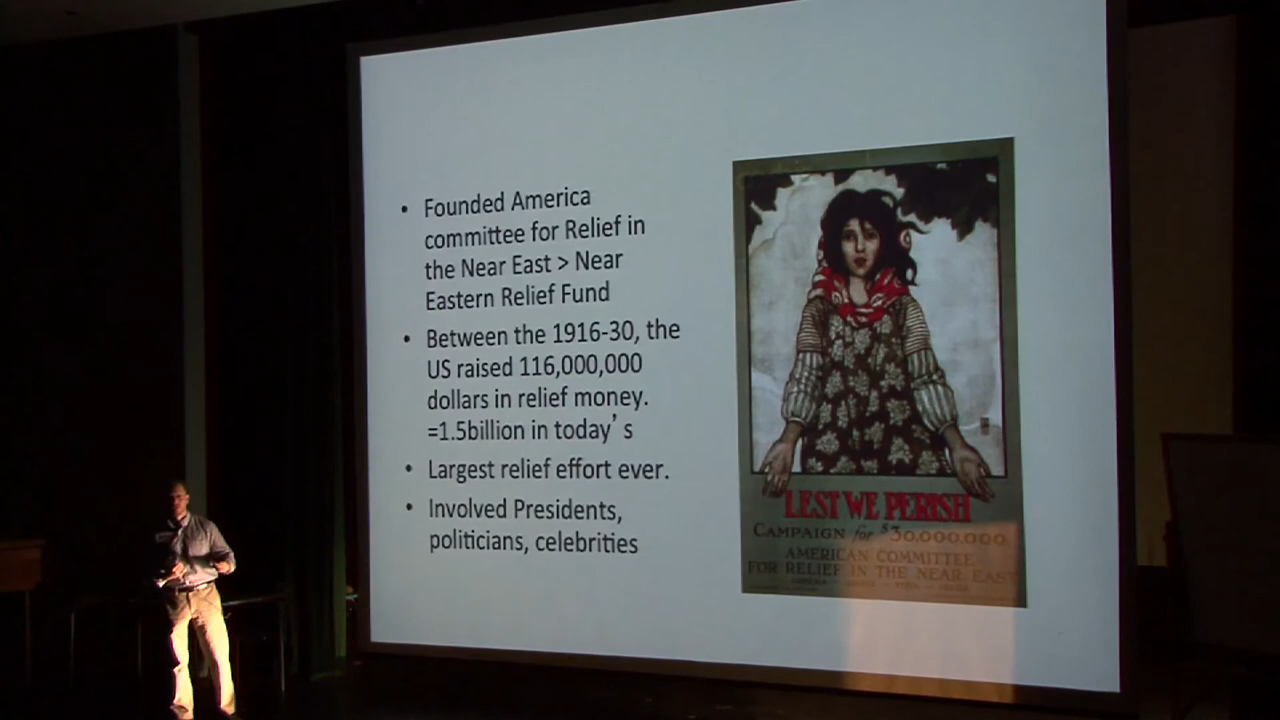 • Founded America
committee for Relief in
the Near East > Near
Eastern Relief Fund
• Between the 1916-30, the
US raised 116,000,000
dollars in relief money.
=1.5billion in today's
• Largest relief effort ever.
• Involved Presidents,
politicians, celebrities
LEST WE PERISH
CAMPAIGN for $30,000,000
AMERICAN COMMITTEE
FOR RELIEF IN THE NEAR EAST